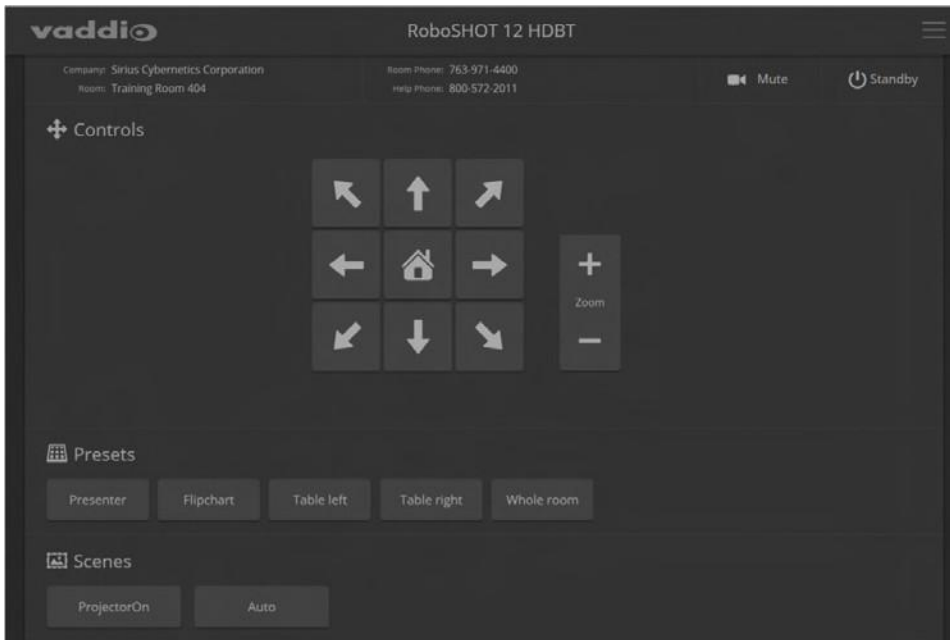 vaddio
RoboSHOT 12 HDBT
Company: Sirius Cybernetics Corporation
Room: Training Room 404
Room Phone: 763-971-4400
Help Phone: 800-572-2011
Mute
Standby
Controls
+
Zoom
−
Presets
Presenter Flipchart Table left Table right Whole room
Scenes
ProjectorOn Auto